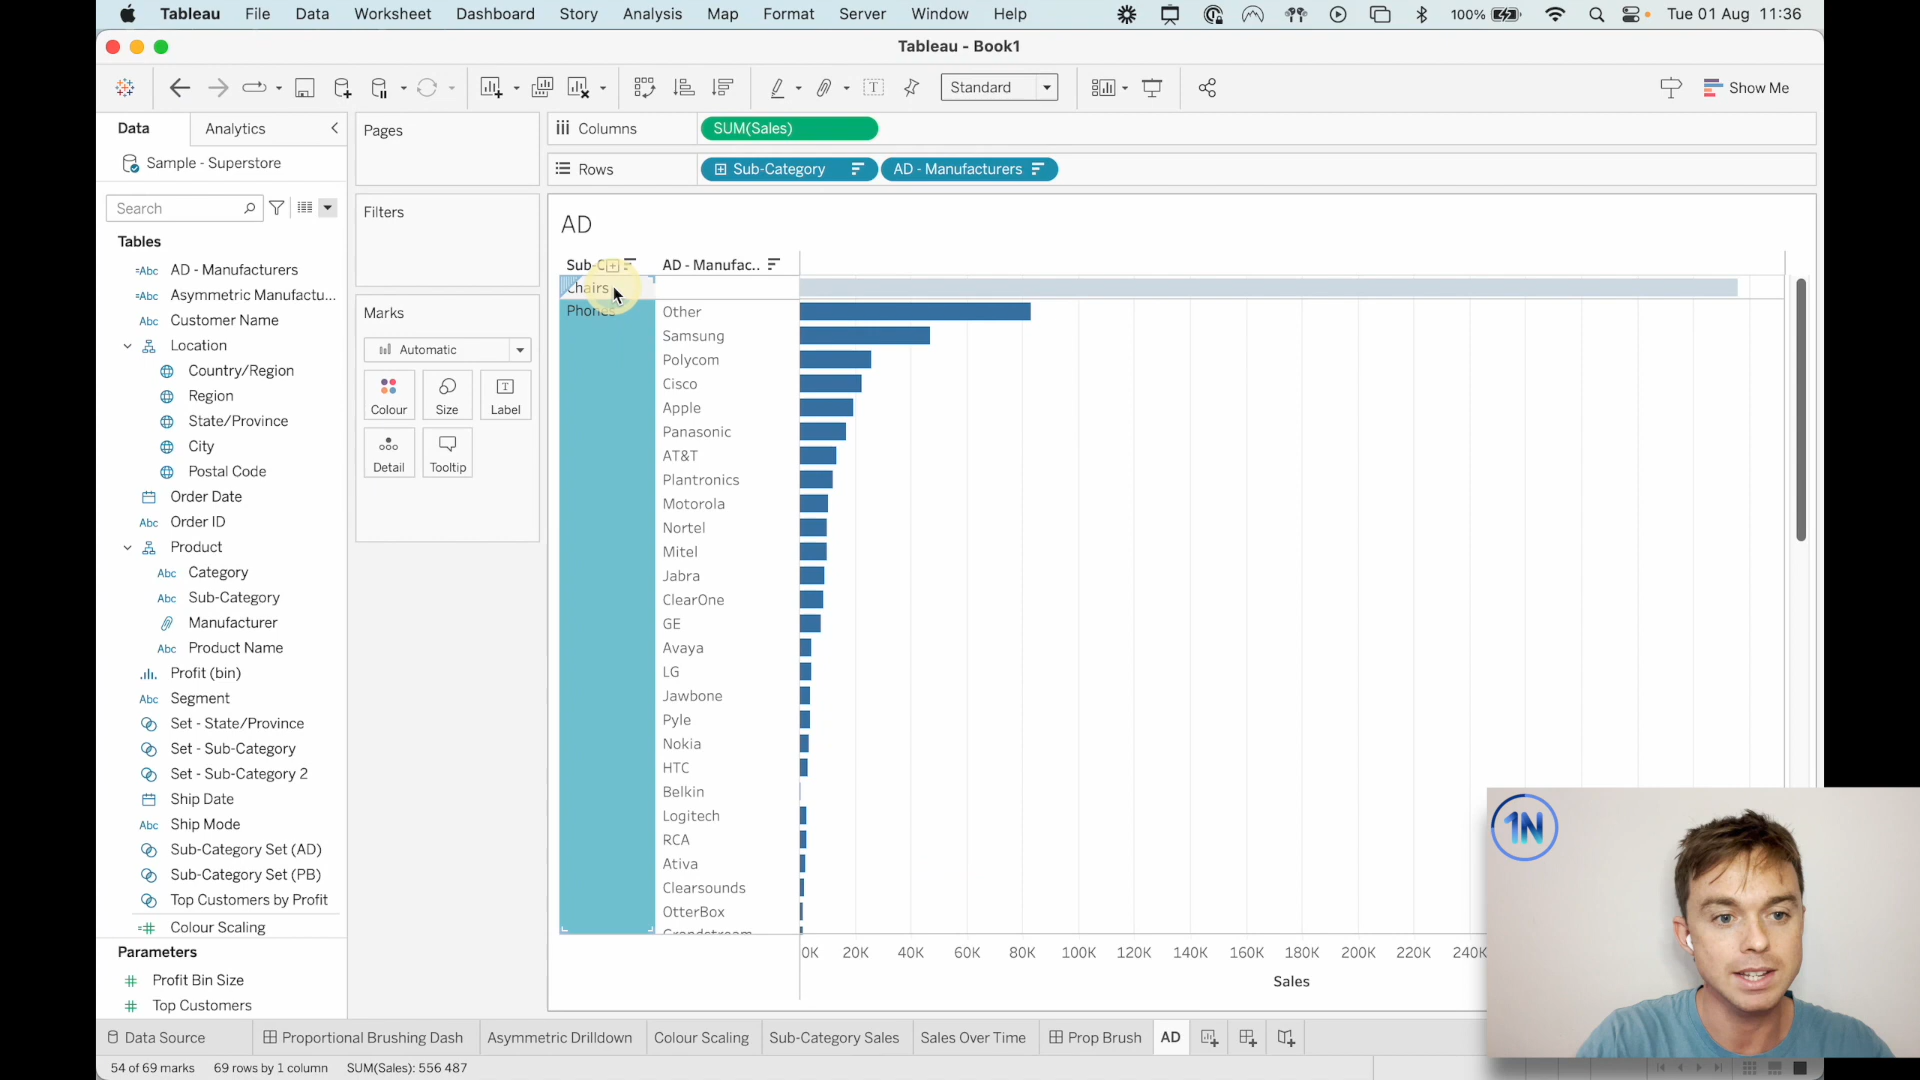 Tableau File Data Worksheet Dashboard Story Analysis Map Format Server Window Help 100% Tue 01 Aug 11:36
Tableau - Book1
Standard Show Me
Data Analytics
Sample - Superstore
Search
Tables
AD - Manufacturers
Asymmetric Manufactu...
Customer Name
Location
Country/Region
Region
State/Province
City
Postal Code
Order Date
Order ID
Product
Category
Sub-Category
Manufacturer
Product Name
Profit (bin)
Segment
Set - State/Province
Set - Sub-Category
Set - Sub-Category 2
Ship Date
Ship Mode
Sub-Category Set (AD)
Sub-Category Set (PB)
Top Customers by Profit
Colour Scaling
Parameters
Profit Bin Size
Top Customers
Pages
Filters
Marks
Automatic
Colour Size Label
Detail Tooltip
Columns SUM(Sales)
Rows Sub-Category AD - Manufacturers
AD
Sub-C AD - Manufac..
Chairs
Phones Other
Samsung
Polycom
Cisco
Apple
Panasonic
AT&T
Plantronics
Motorola
Nortel
Mitel
Jabra
ClearOne
GE
Avaya
LG
Jawbone
Pyle
Nokia
HTC
Belkin
Logitech
RCA
Ativa
Clearsounds
OtterBox
Grandstream
0K 20K 40K 60K 80K 100K 120K 140K 160K 180K 200K 220K 240K
Sales
1N
Data Source Proportional Brushing Dash Asymmetric Drilldown Colour Scaling Sub-Category Sales Sales Over Time Prop Brush AD
54 of 69 marks 69 rows by 1 column SUM(Sales): 556 487